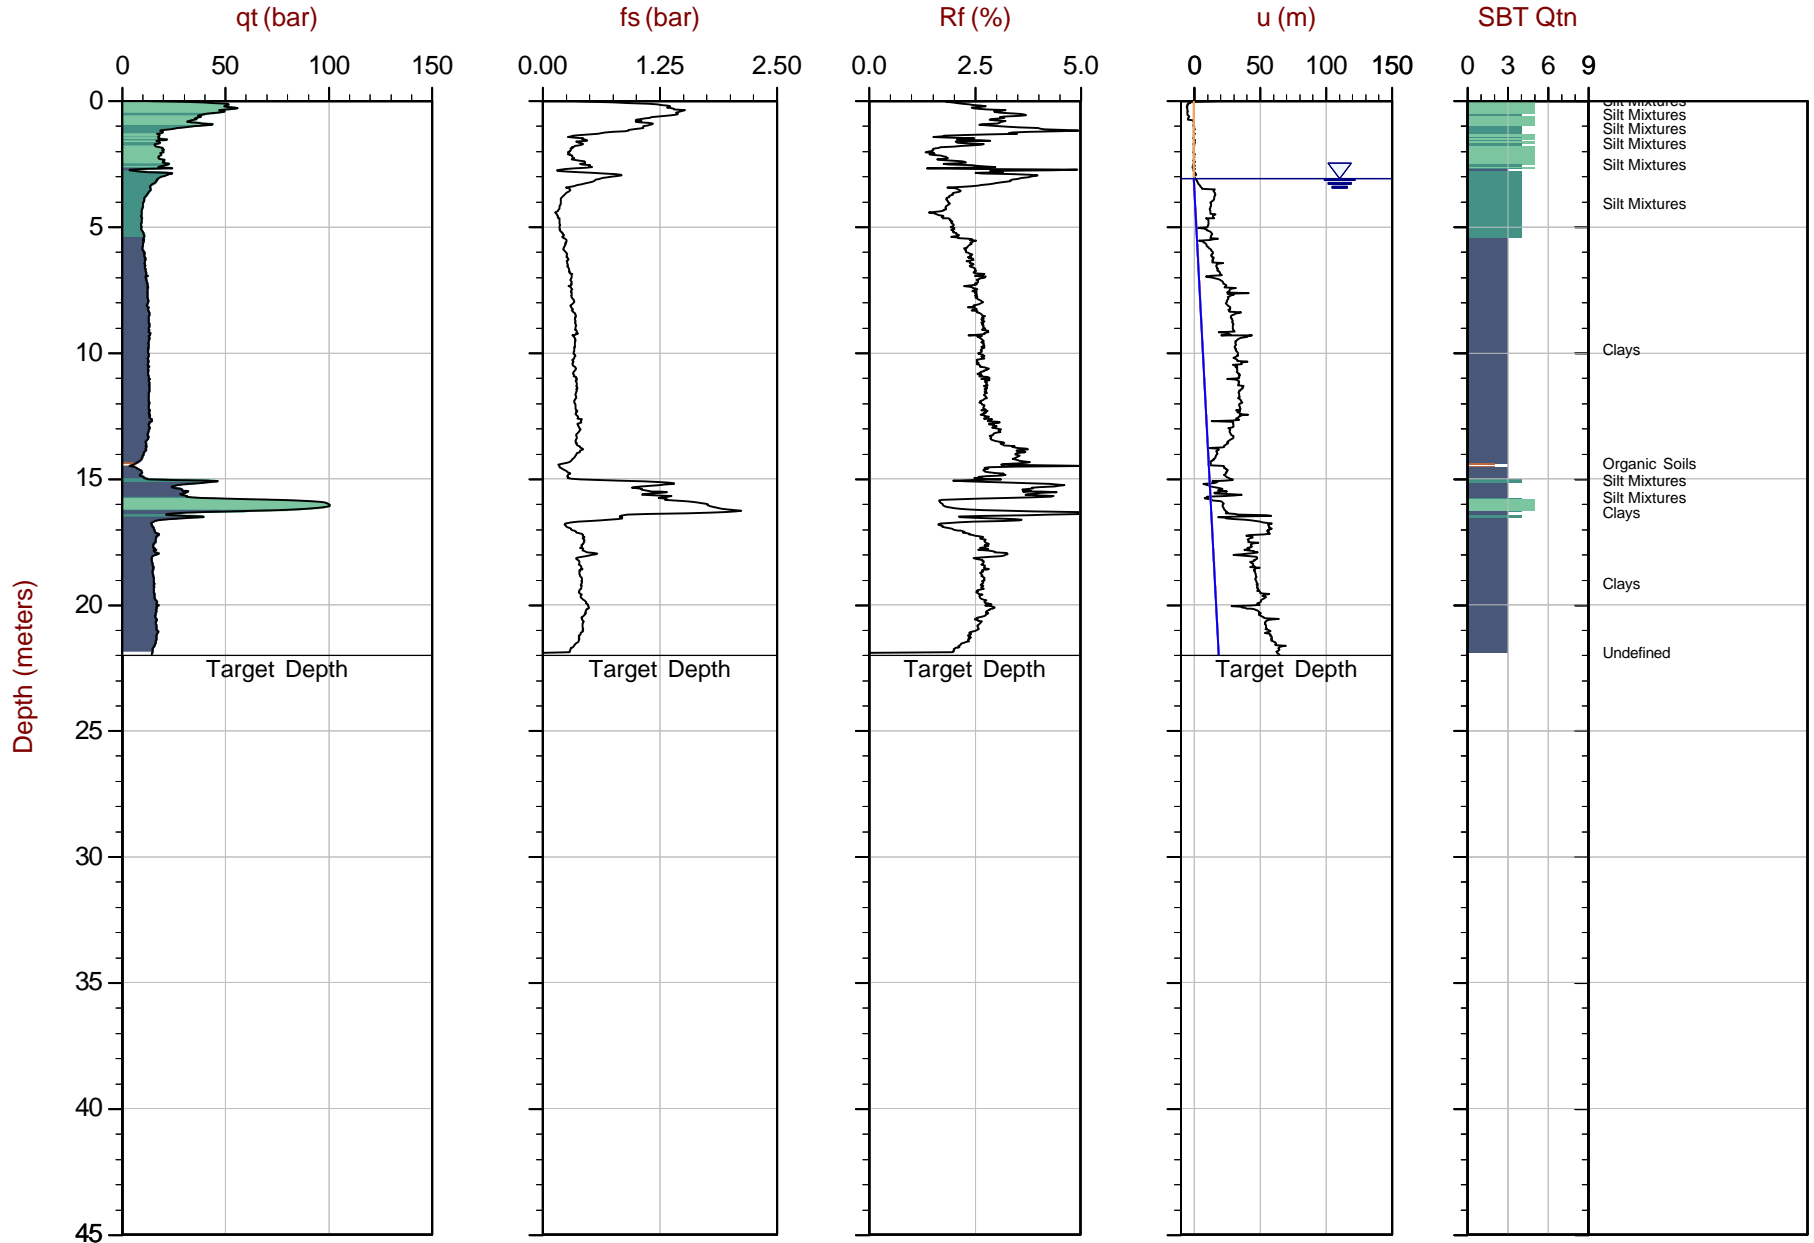 qt (bar) fs (bar) Rf (%) u (m) SBT Qtn
0 50 100 150 0.00 1.25 2.50 0.0 2.5 5.0 0 50 100 150 0 3 6 9
0
Silt Mixtures
Silt Mixtures
Silt Mixtures
Silt Mixtures
Silt Mixtures
Silt Mixtures
5
10
Clays
15
Organic Soils
Silt Mixtures
Silt Mixtures
Clays
Clays
20
Undefined
Target Depth Target Depth Target Depth Target Depth
Depth (meters)
25
30
35
40
45